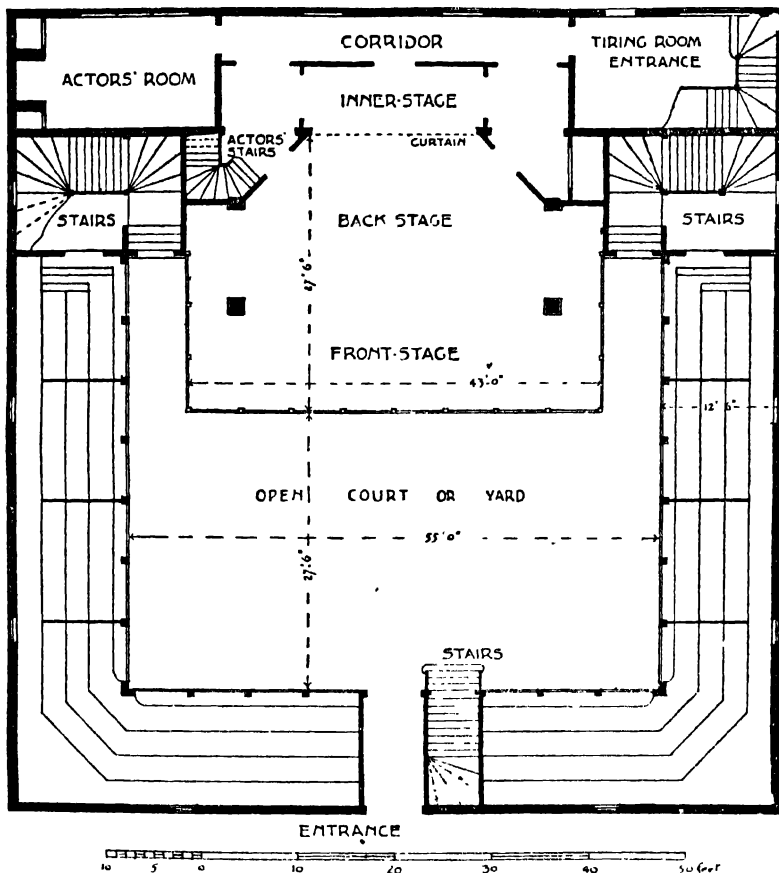 CORRIDOR
TIRING ROOM
ENTRANCE
ACTORS' ROOM
INNER-STAGE
ACTORS'
STAIRS
CURTAIN
STAIRS
BACK STAGE
STAIRS
27'·6"
FRONT-STAGE
43'·0"
12'·6"
OPEN COURT OR YARD
55'·0"
27'·6"
STAIRS
ENTRANCE
10 5 0 10 20 30 40 50 feet